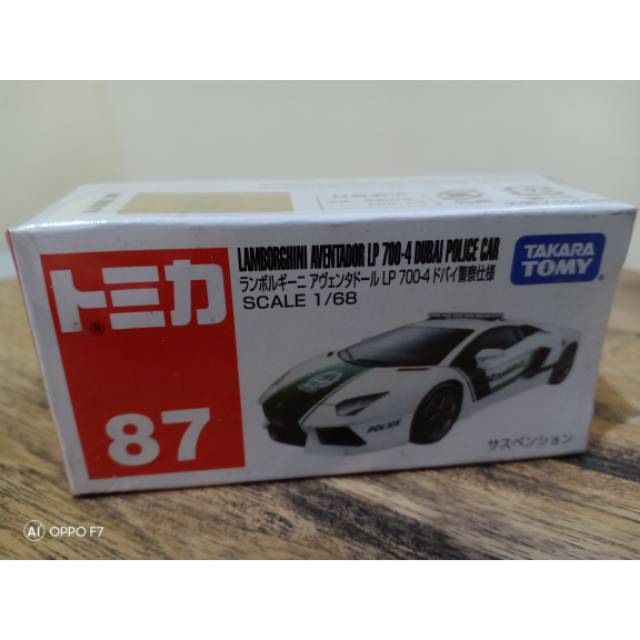 LAMBORGHINI AVENTADOR LP 700-4 DUBAI POLICE CAR
ランボルギーニ アヴェンタドール LP 700-4 ドバイ警察仕様
SCALE 1/68
TAKARA
TOMY
トミカ
®
87
POLICE
サスペンション
AI OPPO F7